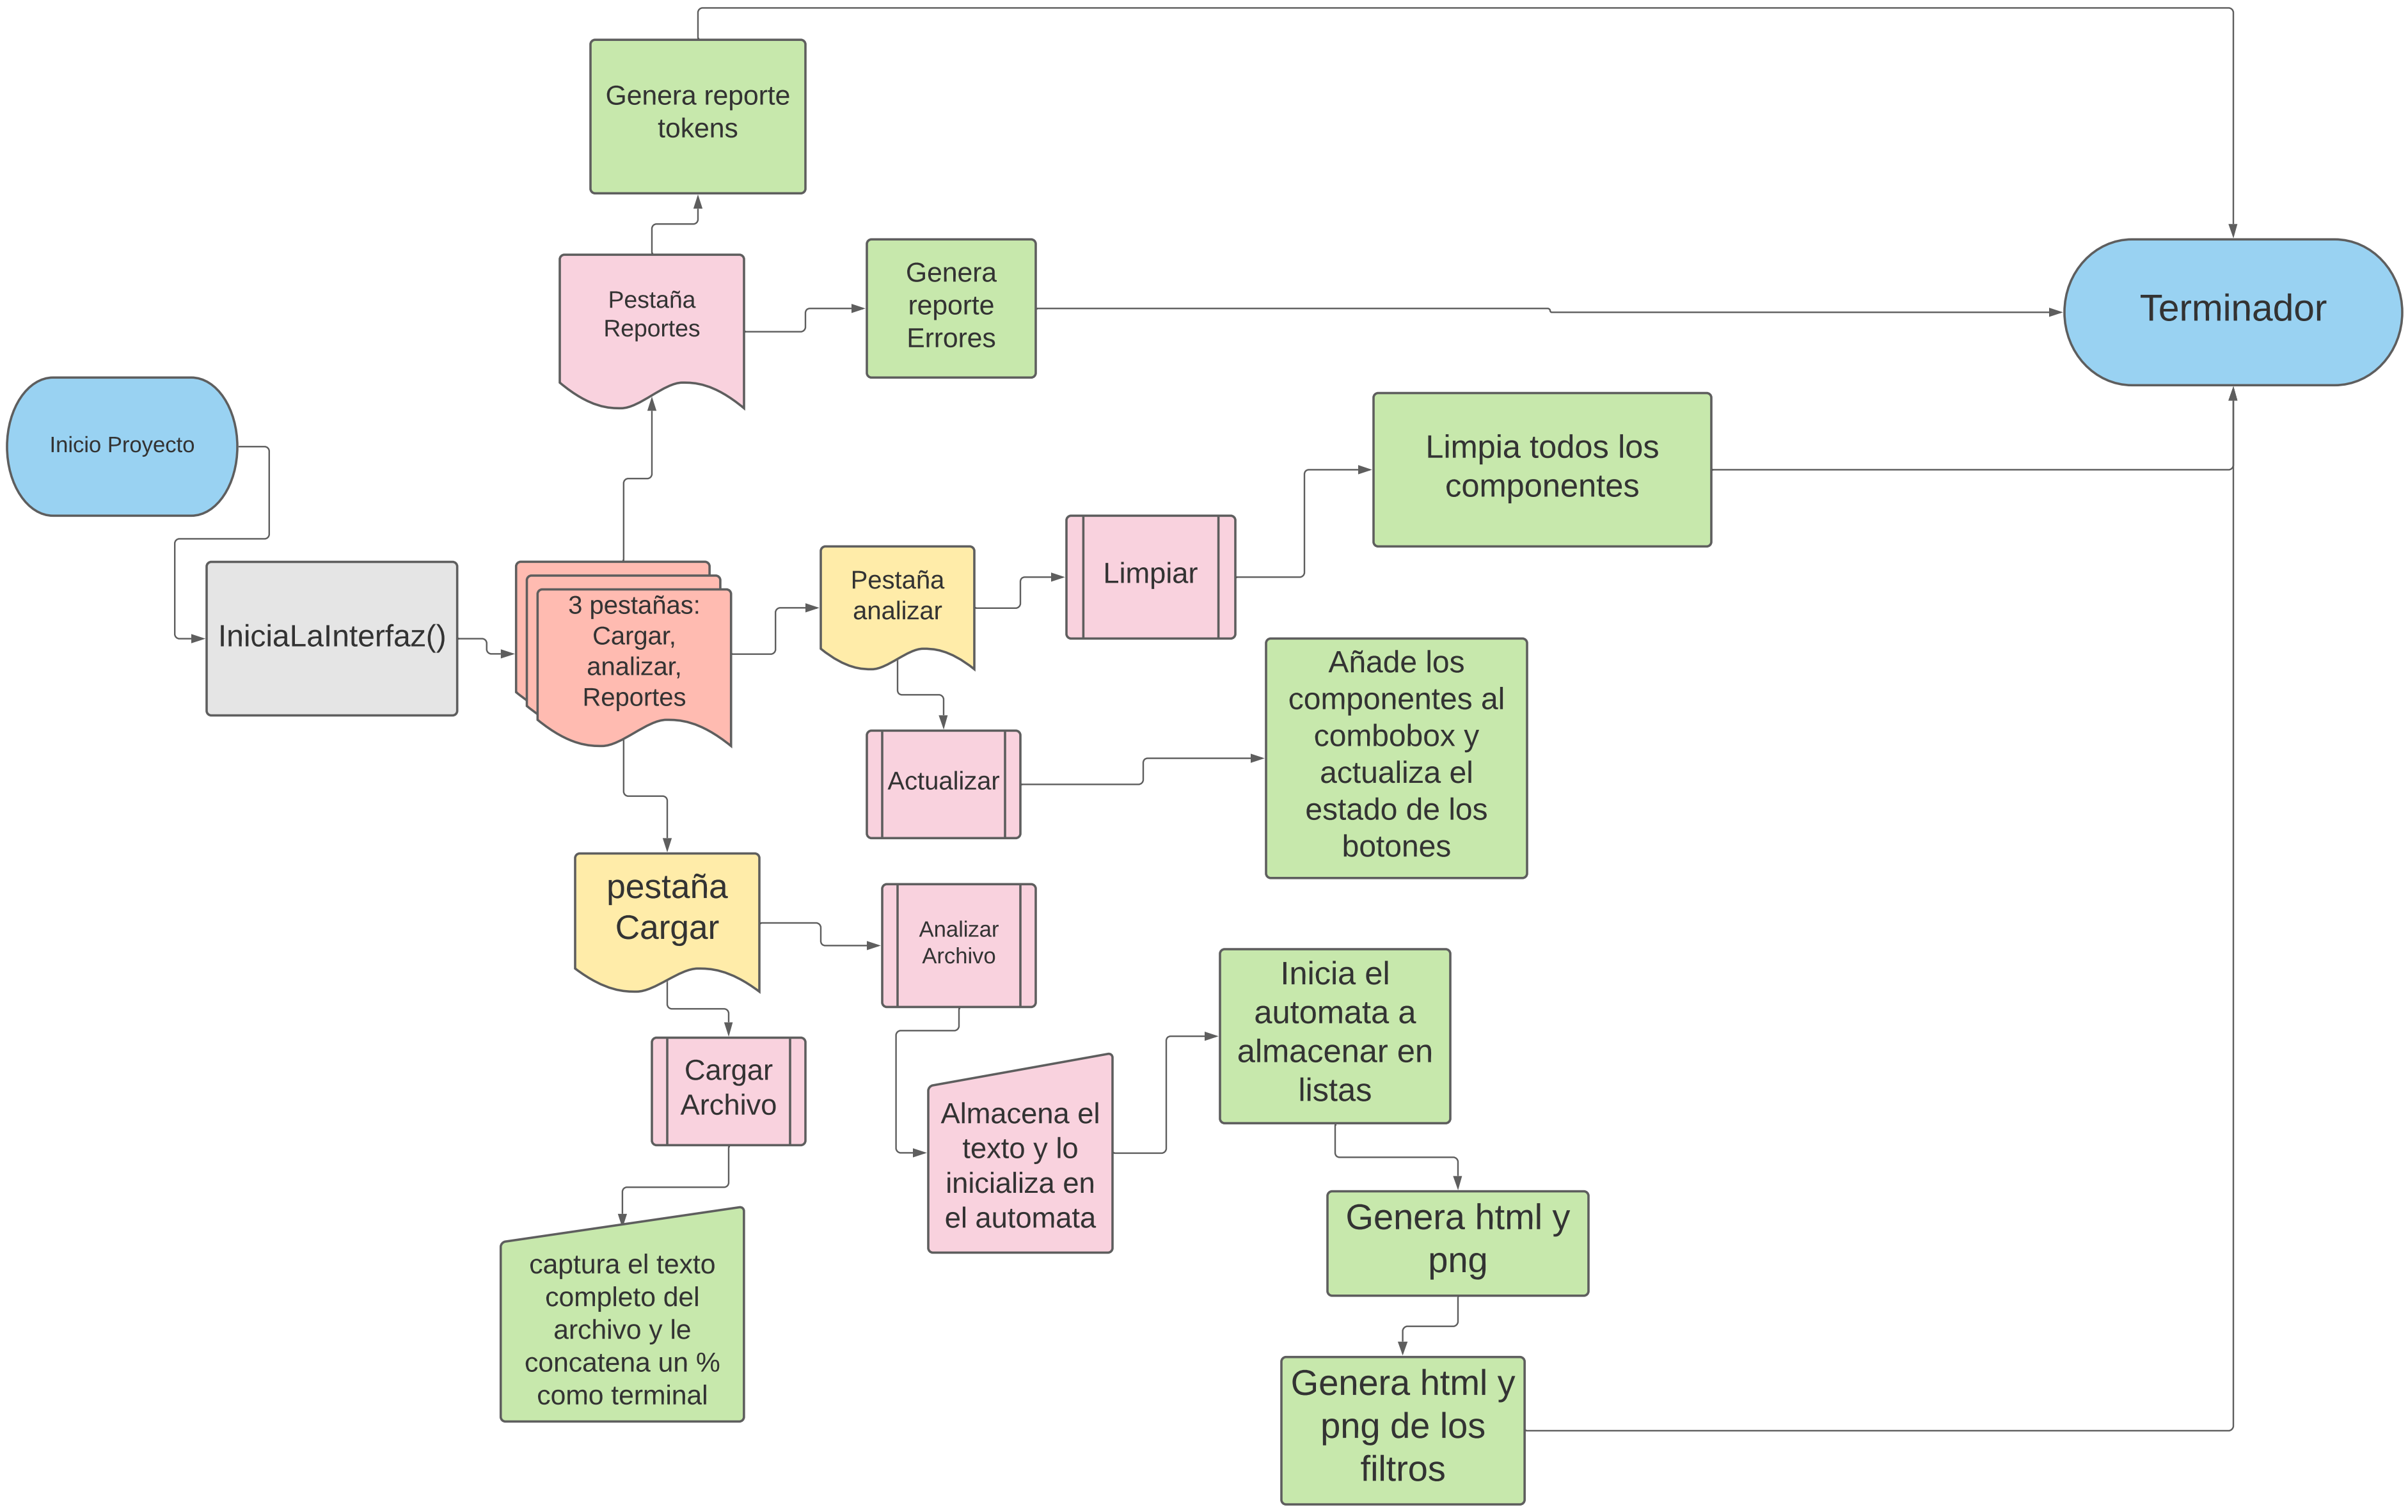 Genera reporte
tokens
Pestaña
Reportes
Genera
reporte
Errores
Terminador
Inicio Proyecto
Limpia todos los
componentes
IniciaLaInterfaz()
3 pestañas:
Cargar,
analizar,
Reportes
Pestaña
analizar
Limpiar
Actualizar
Añade los
componentes al
combobox y
actualiza el
estado de los
botones
pestaña
Cargar
Analizar
Archivo
Cargar
Archivo
Almacena el
texto y lo
inicializa en
el automata
Inicia el
automata a
almacenar en
listas
captura el texto
completo del
archivo y le
concatena un %
como terminal
Genera html y
png
Genera html y
png de los
filtros